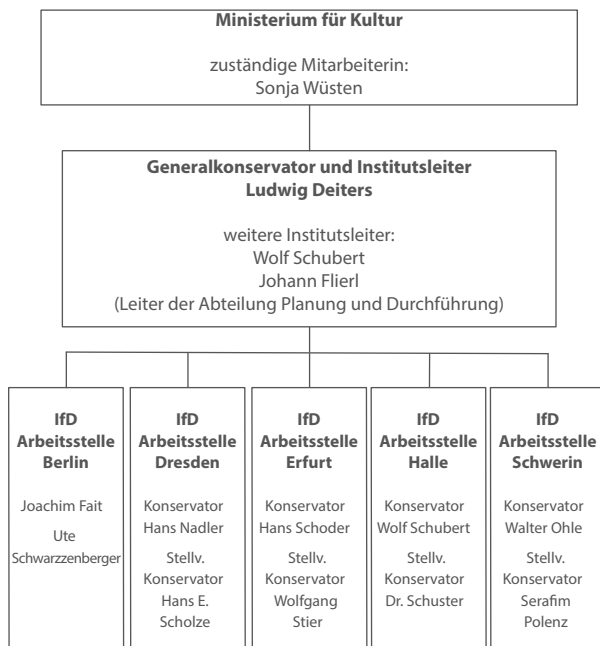 Ministerium für Kultur
zuständige Mitarbeiterin:
Sonja Wüsten
Generalkonservator und Institutsleiter
Ludwig Deiters
weitere Institutsleiter:
Wolf Schubert
Johann Flierl
(Leiter der Abteilung Planung und Durchführung)
IfD
Arbeitsstelle
Berlin
Joachim Fait
Ute
Schwarzzenberger
IfD
Arbeitsstelle
Dresden
Konservator
Hans Nadler
Stellv.
Konservator
Hans E.
Scholze
IfD
Arbeitsstelle
Erfurt
Konservator
Hans Schoder
Stellv.
Konservator
Wolfgang
Stier
IfD
Arbeitsstelle
Halle
Konservator
Wolf Schubert
Stellv.
Konservator
Dr. Schuster
IfD
Arbeitsstelle
Schwerin
Konservator
Walter Ohle
Stellv.
Konservator
Serafim
Polenz